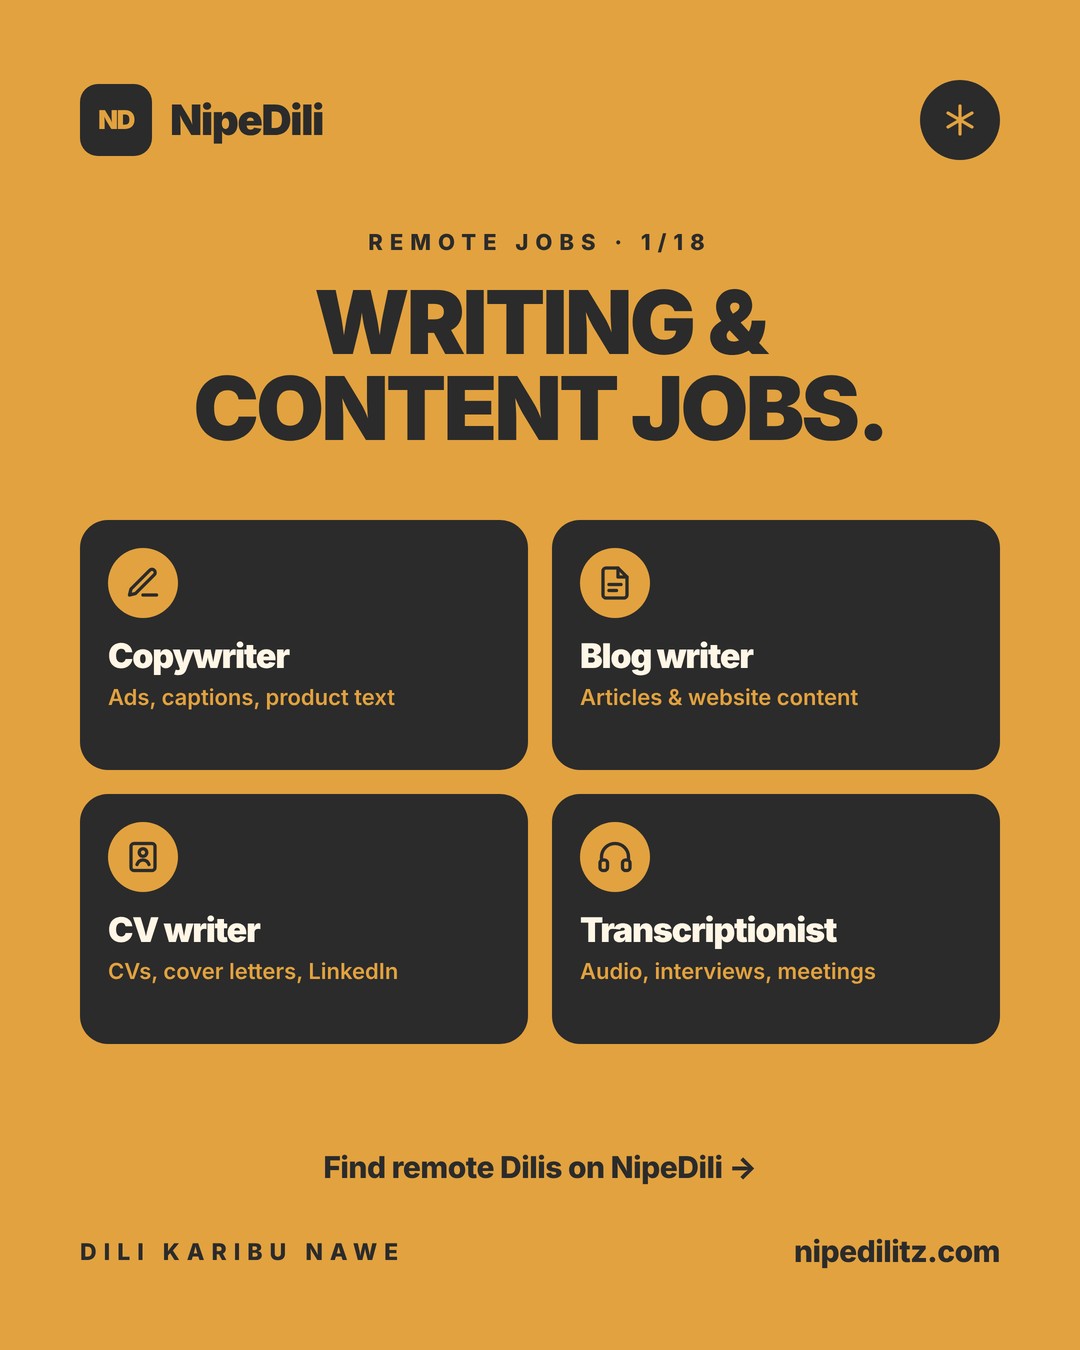 ND NipeDili
REMOTE JOBS · 1/18
WRITING &
CONTENT JOBS.
Copywriter
Ads, captions, product text
Blog writer
Articles & website content
CV writer
CVs, cover letters, LinkedIn
Transcriptionist
Audio, interviews, meetings
Find remote Dilis on NipeDili →
DILI KARIBU NAWE
nipedilitz.com